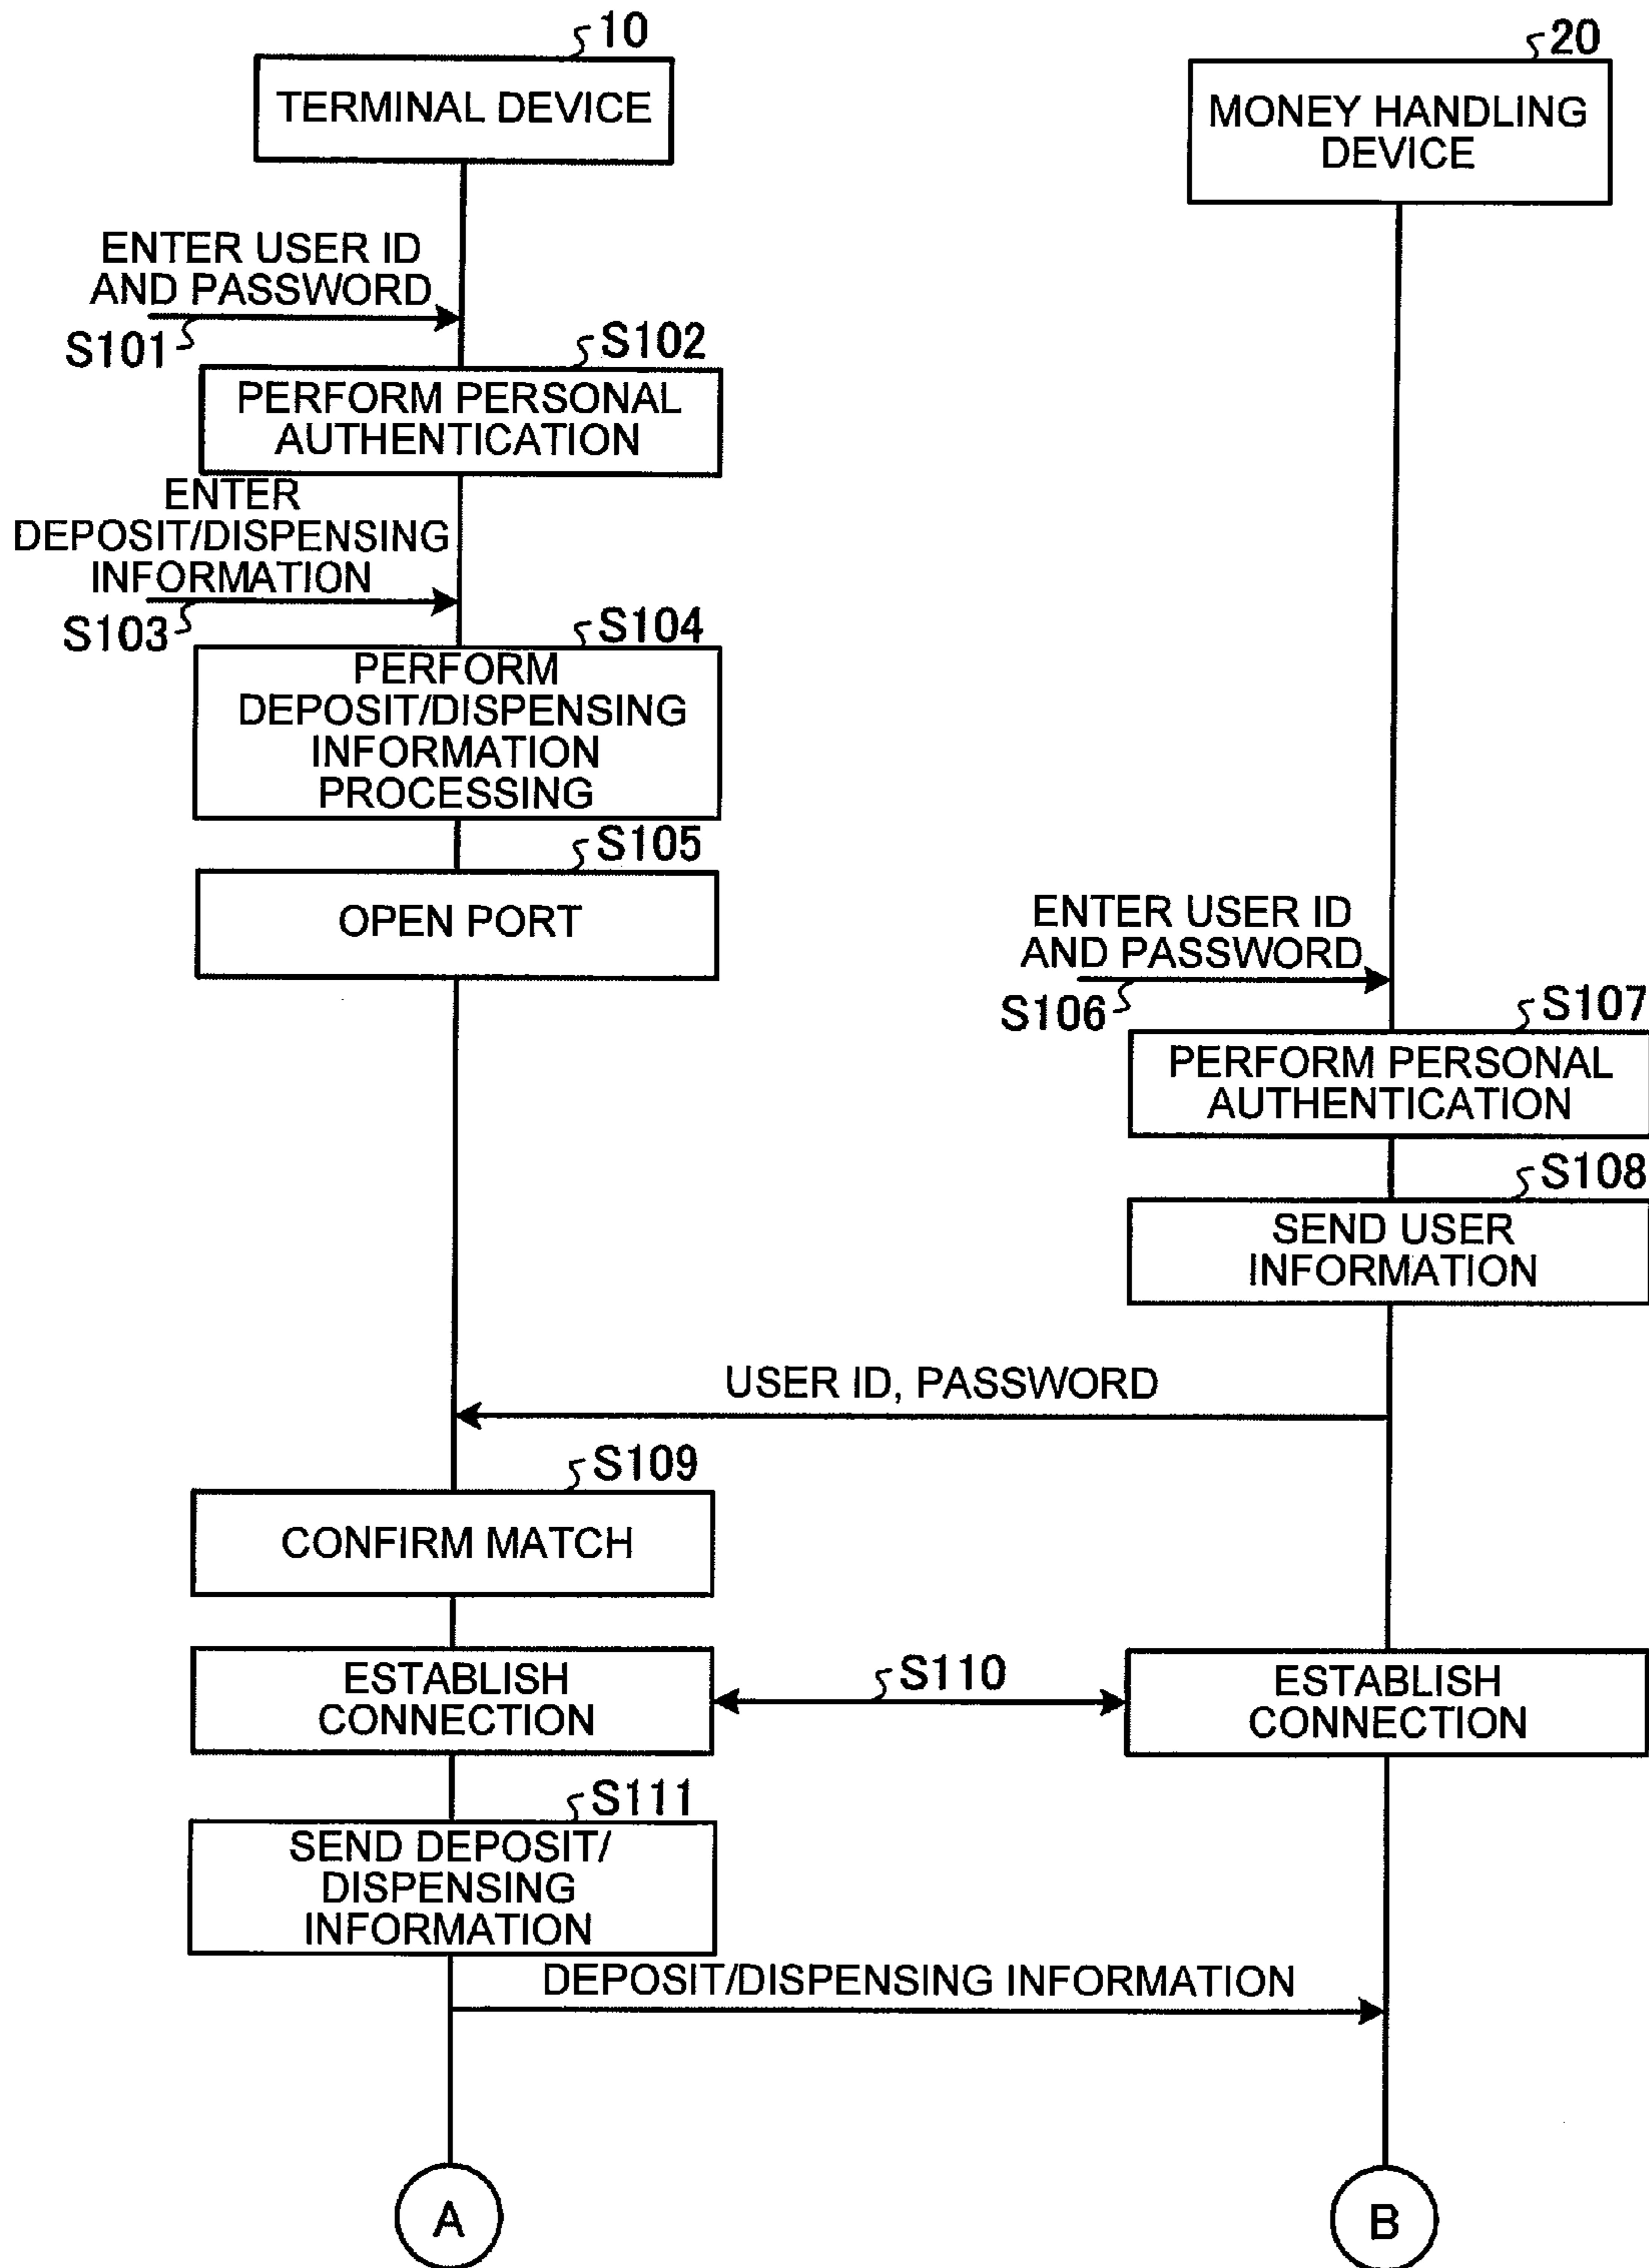 10
TERMINAL DEVICE
20
MONEY HANDLING
DEVICE
ENTER USER ID
AND PASSWORD
S101
S102
PERFORM PERSONAL
AUTHENTICATION
ENTER
DEPOSIT/DISPENSING
INFORMATION
S103
S104
PERFORM
DEPOSIT/DISPENSING
INFORMATION
PROCESSING
S105
OPEN PORT
ENTER USER ID
AND PASSWORD
S106
S107
PERFORM PERSONAL
AUTHENTICATION
S108
SEND USER
INFORMATION
USER ID, PASSWORD
S109
CONFIRM MATCH
ESTABLISH
CONNECTION
S110
ESTABLISH
CONNECTION
S111
SEND DEPOSIT/
DISPENSING
INFORMATION
DEPOSIT/DISPENSING INFORMATION
A
B